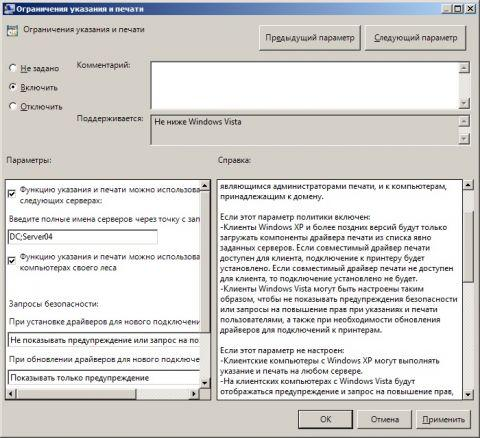 Ограничения указания и печати
Ограничения указания и печати
Предыдущий параметр
Следующий параметр
Не задано
Включить
Отключить
Комментарий:
Поддерживается:
Не ниже Windows Vista
Параметры:
Справка:
Функцию указания и печати можно использова
следующих серверах:
Введите полные имена серверов через точку с зап
DC;Server04
Функцию указания и печати можно использова
компьютерах своего леса
Запросы безопасности:
При установке драйверов для нового подключени
Не показывать предупреждение или запрос на по
При обновлении драйверов для нового подключен
Показывать только предупреждение
являющимся администраторами печати, и к компьютерам,
принадлежащим к домену.
Если этот параметр политики включен:
-Клиенты Windows XP и более поздних версий будут только
загружать компоненты драйвера печати из списка явно
заданных серверов. Если совместимый драйвер печати
доступен для клиента, подключение к принтеру будет
установлено. Если совместимый драйвер печати не доступен
для клиента, то подключение установлено не будет.
-Клиенты Windows Vista могут быть настроены таким
образом, чтобы не показывать предупреждения безопасности
или запросы на повышение прав при указаниях и печати
пользователями, а также при необходимости обновления
драйверов для подключений к принтерам.
Если этот параметр не настроен:
-Клиентские компьютеры с Windows XP могут выполнять
указание и печать на любом сервере.
-На клиентских компьютерах с Windows Vista будут
отображаться предупреждения и запрос на повышение прав,
ОК
Отмена
Применить